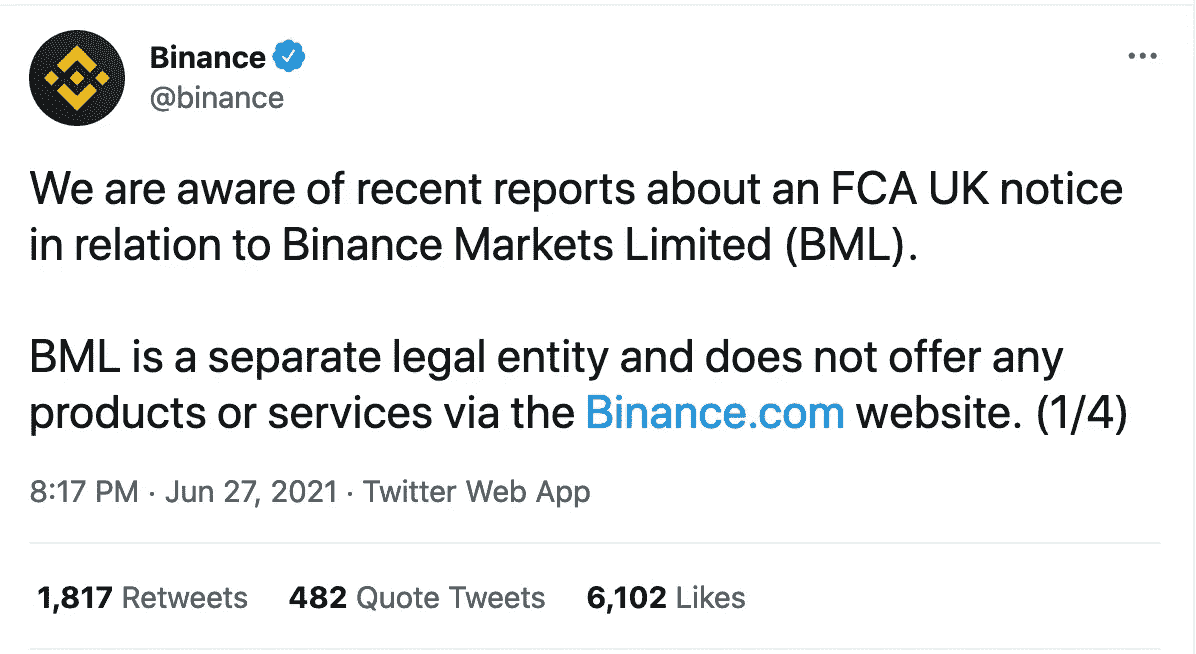 Binance
@binance
We are aware of recent reports about an FCA UK notice
in relation to Binance Markets Limited (BML).
BML is a separate legal entity and does not offer any
products or services via the Binance.com website. (1/4)
8:17 PM · Jun 27, 2021 · Twitter Web App
1,817 Retweets 482 Quote Tweets 6,102 Likes